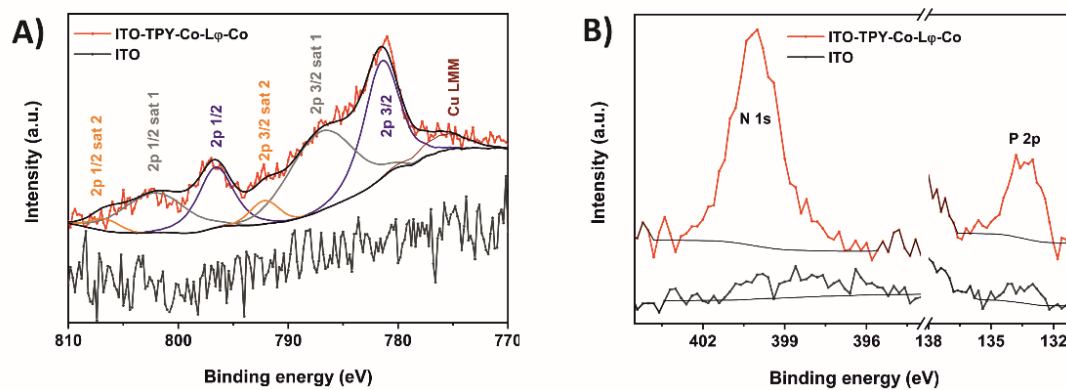 A)
ITO-TPY-Co-Lφ-Co
ITO
2p 1/2 sat 2
2p 1/2 sat 1
2p 1/2
2p 3/2 sat 2
2p 3/2 sat 1
2p 3/2
Cu LMM
Intensity (a.u.)
810 800 790 780 770
Binding energy (eV)
B)
ITO-TPY-Co-Lφ-Co
ITO
N 1s
P 2p
Intensity (a.u.)
402 399 396 138 134 132
Binding energy (eV)